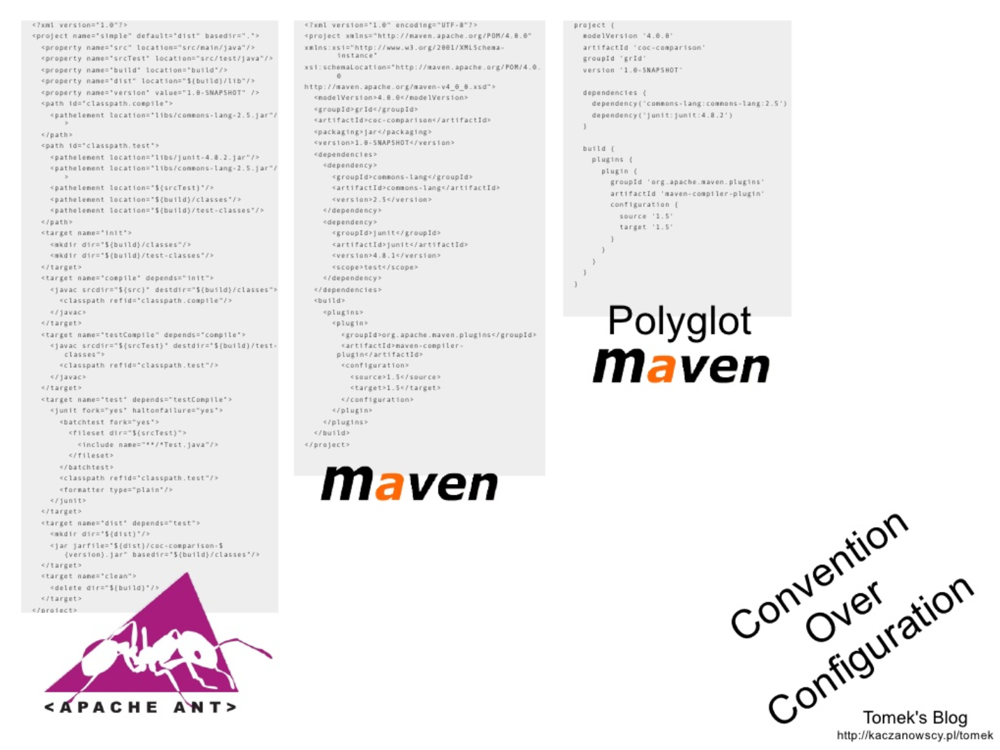 <?xml version="1.0"?>
<project name="simple" default="dist" basedir=".">
<property name="src" location="src/main/java"/>
<property name="srcTest" location="src/test/java"/>
<property name="build" location="build"/>
<property name="dist" location="${build}/lib"/>
<property name="version" value="1.0-SNAPSHOT" />
<path id="classpath.compile">
<pathelement location="libs/commons-lang-2.5.jar"/
>
</path>
<path id="classpath.test">
<pathelement location="libs/junit-4.8.2.jar"/>
<pathelement location="libs/commons-lang-2.5.jar"/
>
<pathelement location="${srcTest}"/>
<pathelement location="${build}/classes"/>
<pathelement location="${build}/test-classes"/>
</path>
<target name="init">
<mkdir dir="${build}/classes"/>
<mkdir dir="${build}/test-classes"/>
</target>
<target name="compile" depends="init">
<javac srcdir="${src}" destdir="${build}/classes">
<classpath refid="classpath.compile"/>
</javac>
</target>
<target name="testCompile" depends="compile">
<javac srcdir="${srcTest}" destdir="${build}/test-
classes">
<classpath refid="classpath.test"/>
</javac>
</target>
<target name="test" depends="testCompile">
<junit fork="yes" haltonfailure="yes">
<batchtest fork="yes">
<fileset dir="${srcTest}">
<include name="**/*Test.java"/>
</fileset>
</batchtest>
<classpath refid="classpath.test"/>
<formatter type="plain"/>
</junit>
</target>
<target name="dist" depends="test">
<mkdir dir="${dist}"/>
<jar jarfile="${dist}/coc-comparison-$
{version}.jar" basedir="${build}/classes"/>
</target>
<target name="clean">
<delete dir="${build}"/>
</target>
</project>
<APACHE ANT>
<?xml version="1.0" encoding="UTF-8"?>
<project xmlns="http://maven.apache.org/POM/4.0.0"
xmlns:xsi="http://www.w3.org/2001/XMLSchema-
instance"
xsi:schemaLocation="http://maven.apache.org/POM/4.0.
0
http://maven.apache.org/maven-v4_0_0.xsd">
<modelVersion>4.0.0</modelVersion>
<groupId>grId</groupId>
<artifactId>coc-comparison</artifactId>
<packaging>jar</packaging>
<version>1.0-SNAPSHOT</version>
<dependencies>
<dependency>
<groupId>commons-lang</groupId>
<artifactId>commons-lang</artifactId>
<version>2.5</version>
</dependency>
<dependency>
<groupId>junit</groupId>
<artifactId>junit</artifactId>
<version>4.8.1</version>
<scope>test</scope>
</dependency>
</dependencies>
<build>
<plugins>
<plugin>
<groupId>org.apache.maven.plugins</groupId>
<artifactId>maven-compiler-
plugin</artifactId>
<configuration>
<source>1.5</source>
<target>1.5</target>
</configuration>
</plugin>
</plugins>
</build>
</project>
maven
project {
modelVersion '4.0.0'
artifactId 'coc-comparison'
groupId 'grId'
version '1.0-SNAPSHOT'
dependencies {
dependency('commons-lang:commons-lang:2.5')
dependency('junit:junit:4.8.2')
}
build {
plugins {
plugin {
groupId 'org.apache.maven.plugins'
artifactId 'maven-compiler-plugin'
configuration {
source '1.5'
target '1.5'
}
}
}
}
}
Polyglot
maven
Convention
Over
Configuration
Tomek's Blog
http://kaczanowscy.pl/tomek